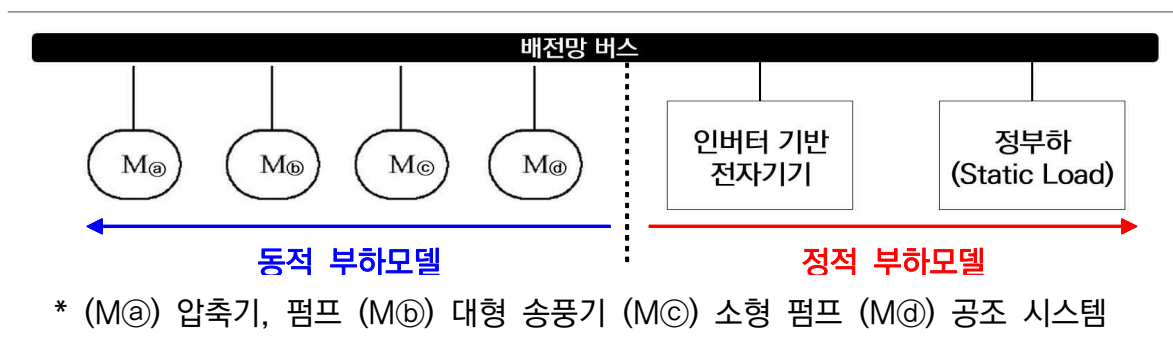 배전망 버스
Mⓐ Mⓑ Mⓒ Mⓓ
인버터 기반
전자기기
정부하
(Static Load)
동적 부하모델
정적 부하모델
* (Mⓐ) 압축기, 펌프 (Mⓑ) 대형 송풍기 (Mⓒ) 소형 펌프 (Mⓓ) 공조 시스템